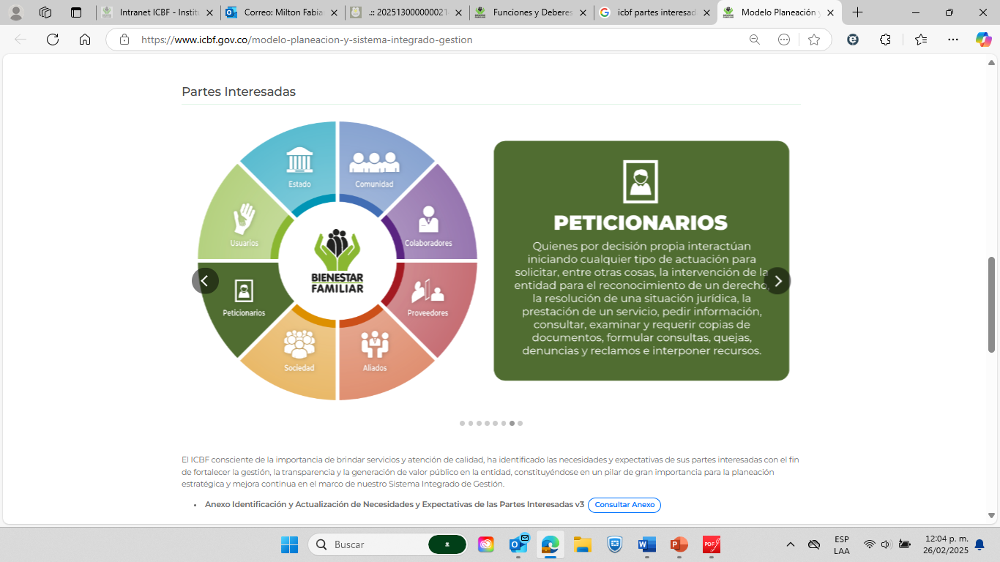 Intranet ICBF - Institu
Correo: Milton Fabia
.:: 202513000000021
Funciones y Deberes
icbf partes interesad
Modelo Planeación y
https://www.icbf.gov.co/modelo-planeacion-y-sistema-integrado-gestion
Partes Interesadas
Estado
Comunidad
Usuarios
Colaboradores
BIENESTAR
FAMILIAR
Peticionarios
Proveedores
Sociedad
Aliados
PETICIONARIOS
Quienes por decisión propia interactúan
iniciando cualquier tipo de actuación para
solicitar, entre otras cosas, la intervención de la
entidad para el reconocimiento de un derecho,
la resolución de una situación jurídica, la
prestación de un servicio, pedir información,
consultar, examinar y requerir copias de
documentos, formular consultas, quejas,
denuncias y reclamos e interponer recursos.
El ICBF consciente de la importancia de brindar servicios y atención de calidad, ha identificado las necesidades y expectativas de sus partes interesadas con el fin
de fortalecer la gestión, la transparencia y la generación de valor público en la entidad, constituyéndose en un pilar de gran importancia para la planeación
estratégica y mejora continua en el marco de nuestro Sistema Integrado de Gestión.
• Anexo Identificación y Actualización de Necesidades y Expectativas de las Partes Interesadas v3 Consultar Anexo
Buscar
PDF
ESP
LAA
12:04 p. m.
26/02/2025